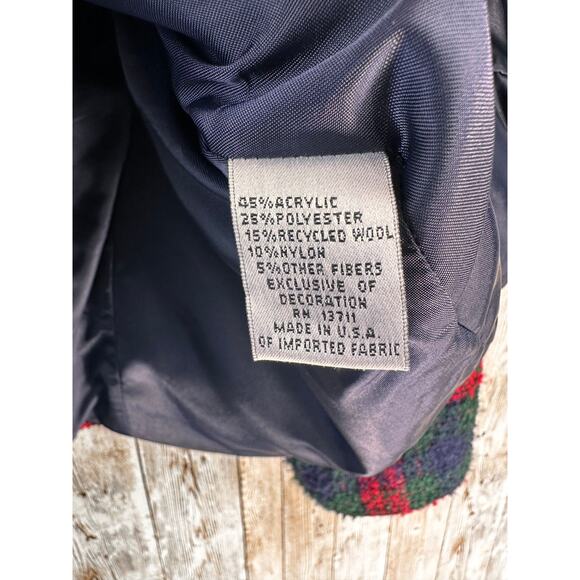 45%ACRYLIC
25%POLYESTER
15%RECYCLED WOOL
10%NYLON
5%OTHER FIBERS
EXCLUSIVE OF
DECORATION
RN 13711
MADE IN U.S.A.
OF IMPORTED FABRIC